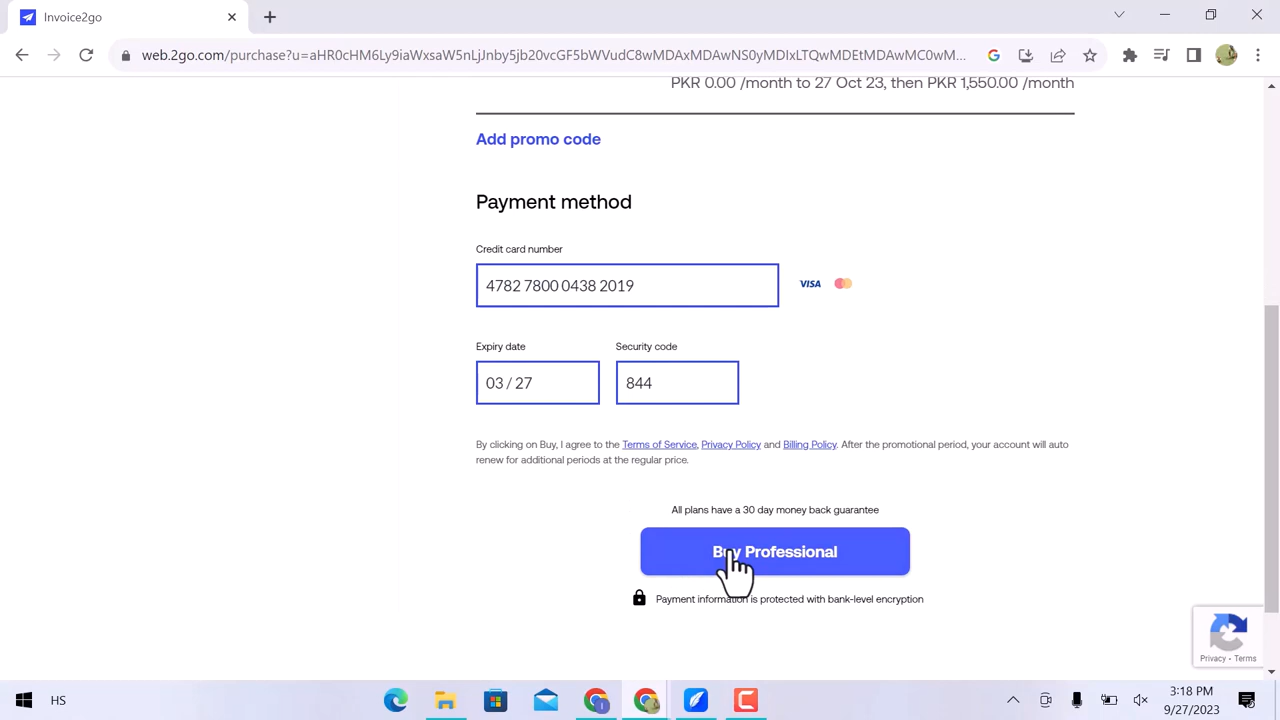 Invoice2go
web.2go.com/purchase?u=aHR0cHM6Ly9iaWxsaW5nLjJnby5jb20vcGF5bWVudC8wMDAxMDAwNS0yMDIxLTQwMDEtMDAwMC0wM...
PKR 0.00 /month to 27 Oct 23, then PKR 1,550.00 /month
Add promo code
Payment method
Credit card number
4782 7800 0438 2019
VISA
Expiry date Security code
03 / 27 844
By clicking on Buy, I agree to the Terms of Service, Privacy Policy and Billing Policy. After the promotional period, your account will auto
renew for additional periods at the regular price.
All plans have a 30 day money back guarantee
Buy Professional
Payment information is protected with bank-level encryption
Privacy • Terms
HS
3:18 PM
9/27/2023